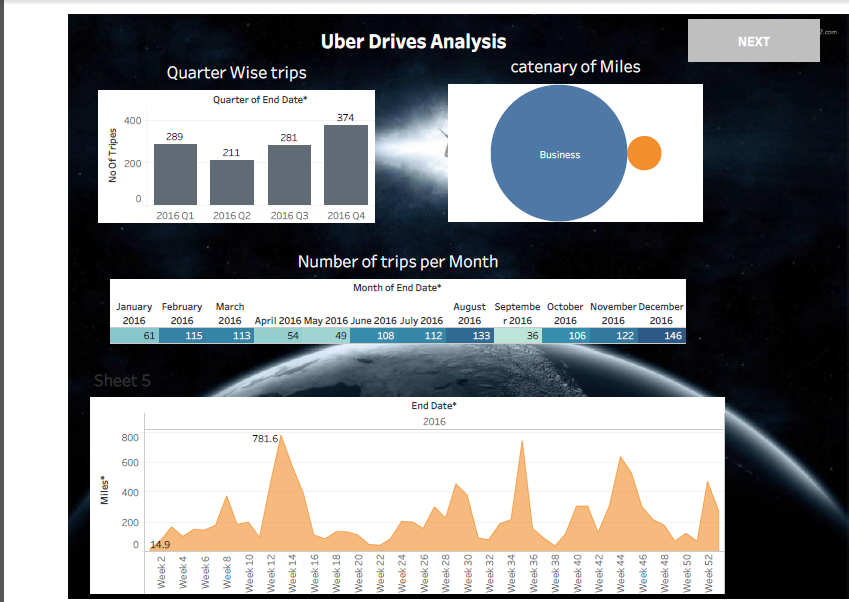 Uber Drives Analysis
NEXT
Quarter Wise trips
catenary of Miles
Quarter of End Date*
No Of Tripes
400
200
0
289
211
281
374
2016 Q1
2016 Q2
2016 Q3
2016 Q4
Business
Number of trips per Month
Month of End Date*
January 2016
February 2016
March 2016
April 2016
May 2016
June 2016
July 2016
August 2016
Septembe
r 2016
October 2016
November 2016
December 2016
61 115 113 54 49 108 112 133 36 106 122 146
Sheet 5
End Date*
2016
Miles*
800
600
400
200
0
781.6
14.9
Week 2
Week 4
Week 6
Week 8
Week 10
Week 12
Week 14
Week 16
Week 18
Week 20
Week 22
Week 24
Week 26
Week 28
Week 30
Week 32
Week 34
Week 36
Week 38
Week 40
Week 42
Week 44
Week 46
Week 48
Week 50
Week 52